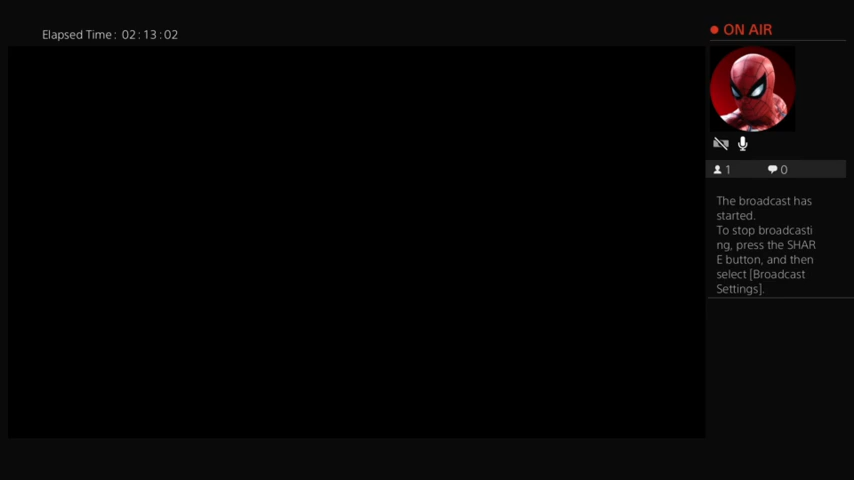 Elapsed Time: 02:13:02
ON AIR
1 0
The broadcast has
started.
To stop broadcasti
ng, press the SHAR
E button, and then
select [Broadcast
Settings].